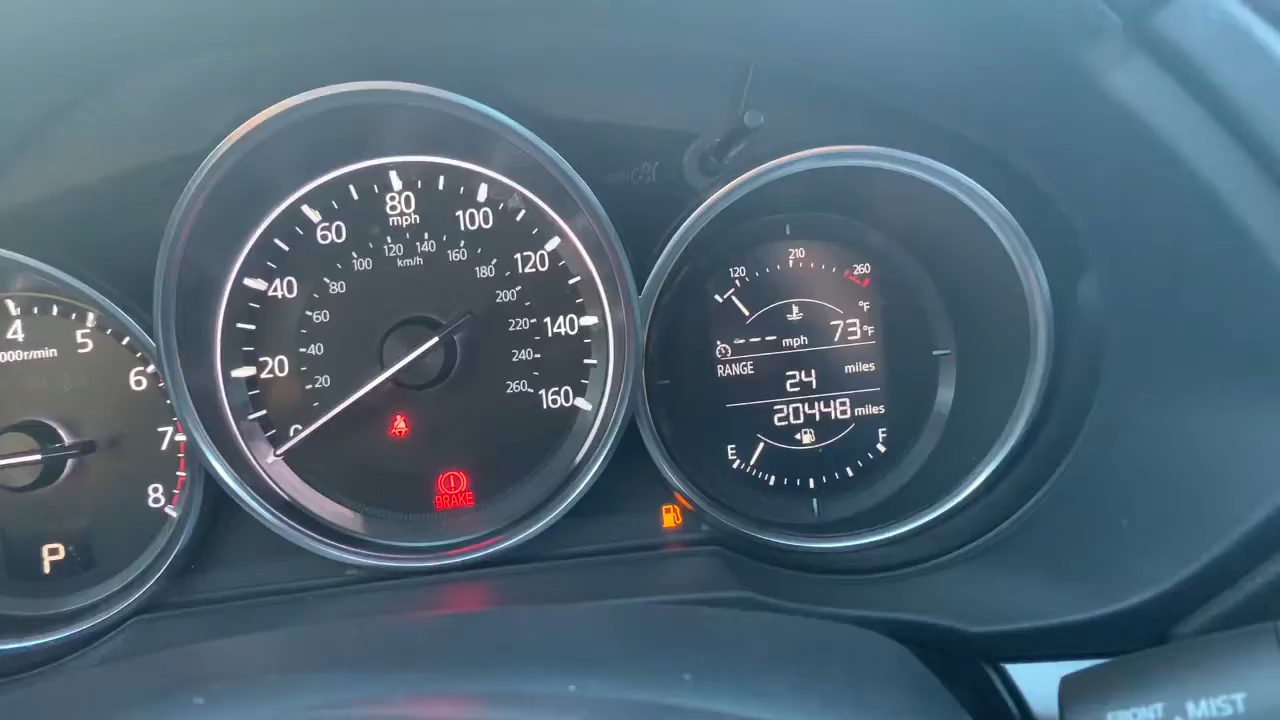 4
5
6
7
8
000r/min
P
20
40
60
80
mph
100
120
140
160
20
40
60
80
100
120
140
160
180
200
220
240
260
km/h
BRAKE
120
210
260
°F
73°F
--- mph
RANGE
24 miles
20448 miles
E
F
FRONT
MIST